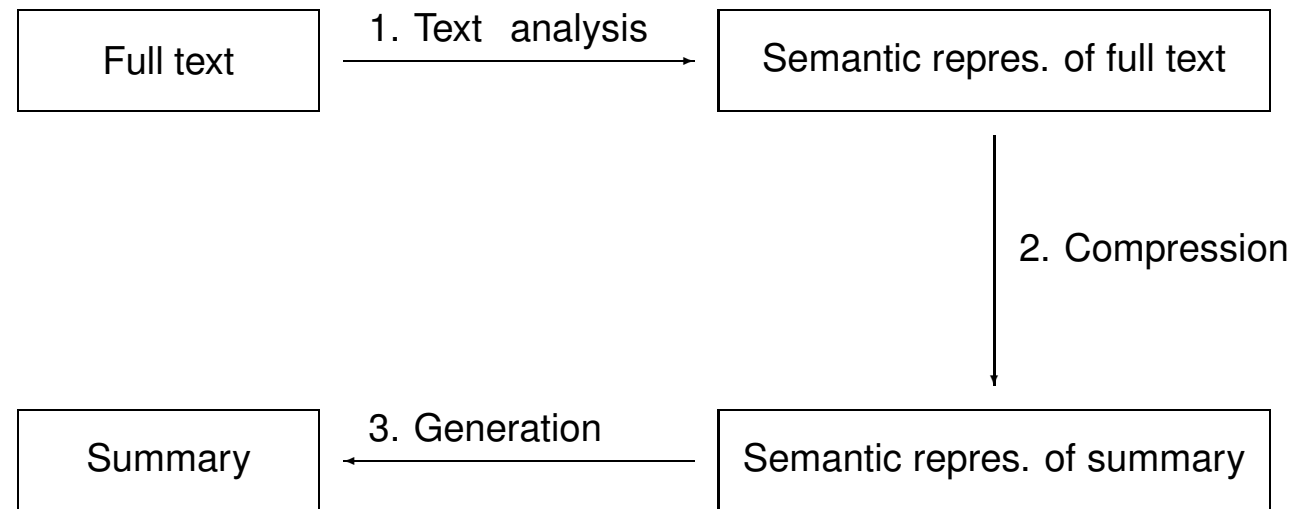 Full text
1. Text analysis
Semantic repres. of full text
2. Compression
Summary
3. Generation
Semantic repres. of summary